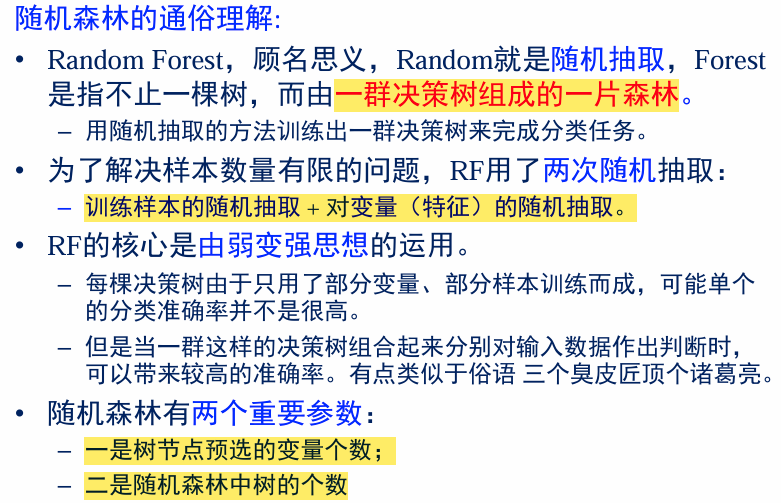 随机森林的通俗理解:
• Random Forest，顾名思义，Random就是随机抽取，Forest
是指不止一棵树，而由一群决策树组成的一片森林。
– 用随机抽取的方法训练出一群决策树来完成分类任务。
• 为了解决样本数量有限的问题，RF用了两次随机抽取：
– 训练样本的随机抽取 + 对变量（特征）的随机抽取。
• RF的核心是由弱变强思想的运用。
– 每棵决策树由于只用了部分变量、部分样本训练而成，可能单个
的分类准确率并不是很高。
– 但是当一群这样的决策树组合起来分别对输入数据作出判断时，
可以带来较高的准确率。有点类似于俗语 三个臭皮匠顶个诸葛亮。
• 随机森林有两个重要参数：
– 一是树节点预选的变量个数；
– 二是随机森林中树的个数